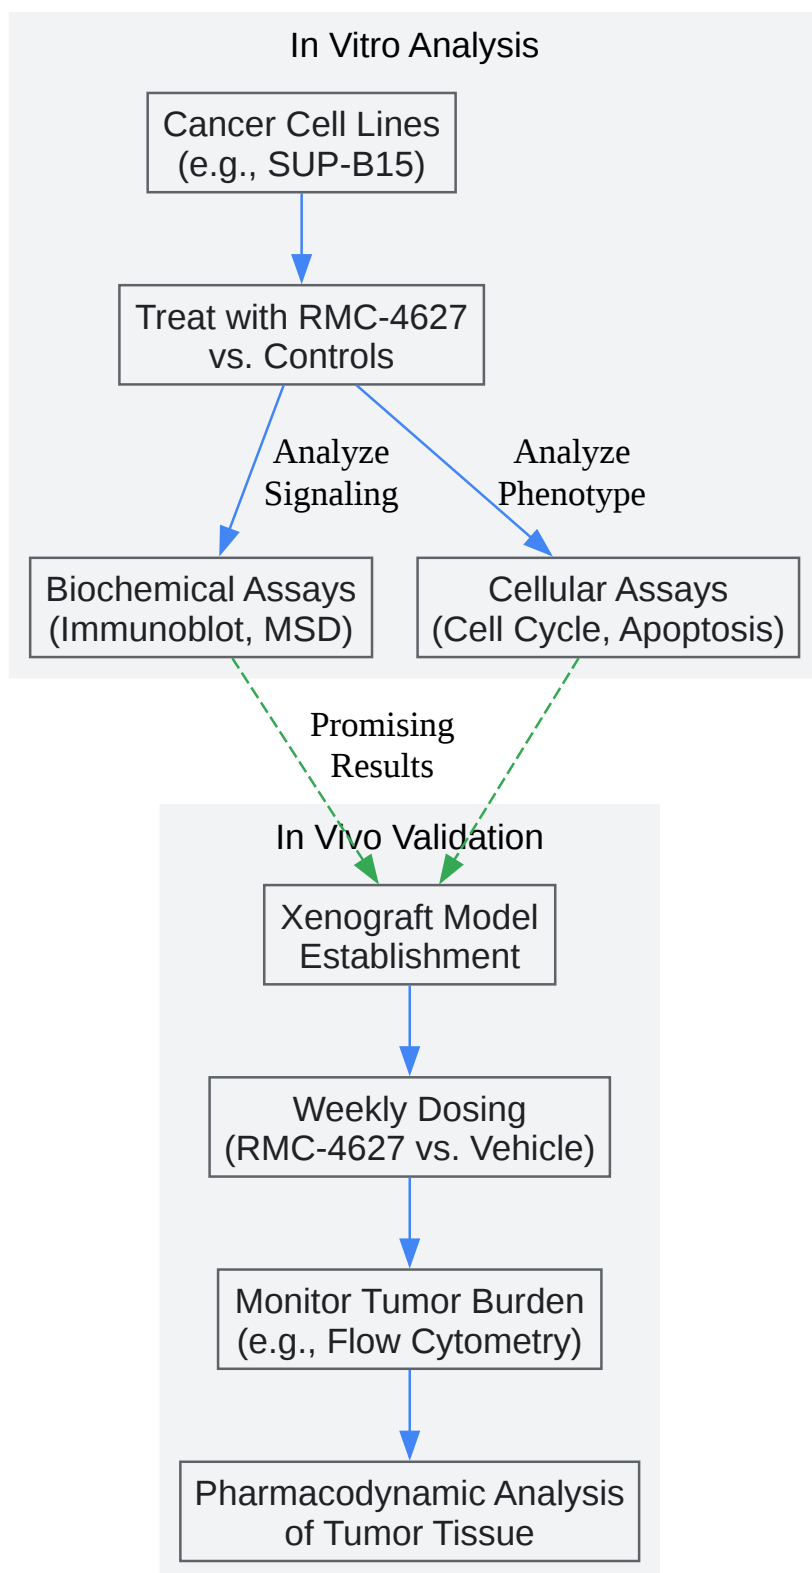 In Vitro Analysis
Cancer Cell Lines
(e.g., SUP-B15)
Treat with RMC-4627
vs. Controls
Analyze
Signaling
Analyze
Phenotype
Biochemical Assays
(Immunoblot, MSD)
Cellular Assays
(Cell Cycle, Apoptosis)
Promising
Results
In Vivo Validation
Xenograft Model
Establishment
Weekly Dosing
(RMC-4627 vs. Vehicle)
Monitor Tumor Burden
(e.g., Flow Cytometry)
Pharmacodynamic Analysis
of Tumor Tissue